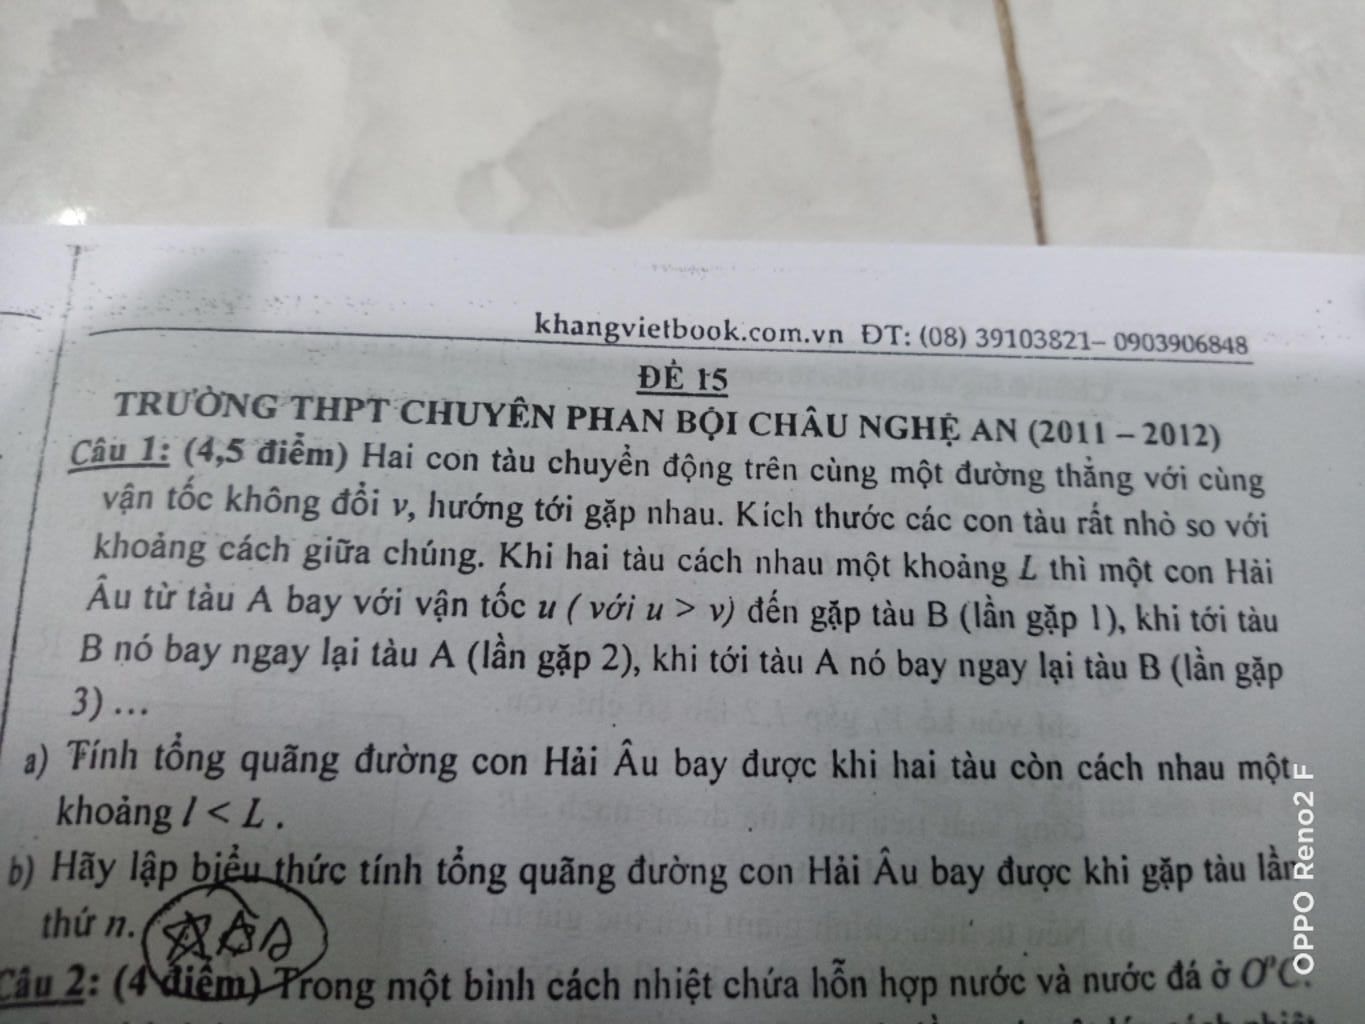 khangvietbook.com.vn ĐT: (08) 39103821– 0903906848
ĐỀ 15
TRƯỜNG THPT CHUYÊN PHAN BỘI CHÂU NGHỆ AN (2011 – 2012)
Câu 1: (4,5 điểm) Hai con tàu chuyển động trên cùng một đường thẳng với cùng
vận tốc không đổi v, hướng tới gặp nhau. Kích thước các con tàu rất nhỏ so với
khoảng cách giữa chúng. Khi hai tàu cách nhau một khoảng L thì một con Hải
Âu từ tàu A bay với vận tốc u ( với u > v) đến gặp tàu B (lần gặp 1), khi tới tàu
B nó bay ngay lại tàu A (lần gặp 2), khi tới tàu A nó bay ngay lại tàu B (lần gặp
3) ...
a) Tính tổng quãng đường con Hải Âu bay được khi hai tàu còn cách nhau một
khoảng l < L .
b) Hãy lập biểu thức tính tổng quãng đường con Hải Âu bay được khi gặp tàu lần
thứ n.
Câu 2: (4 điểm) Trong một bình cách nhiệt chứa hỗn hợp nước và nước đá ở O°C.
OPPO Reno2 F